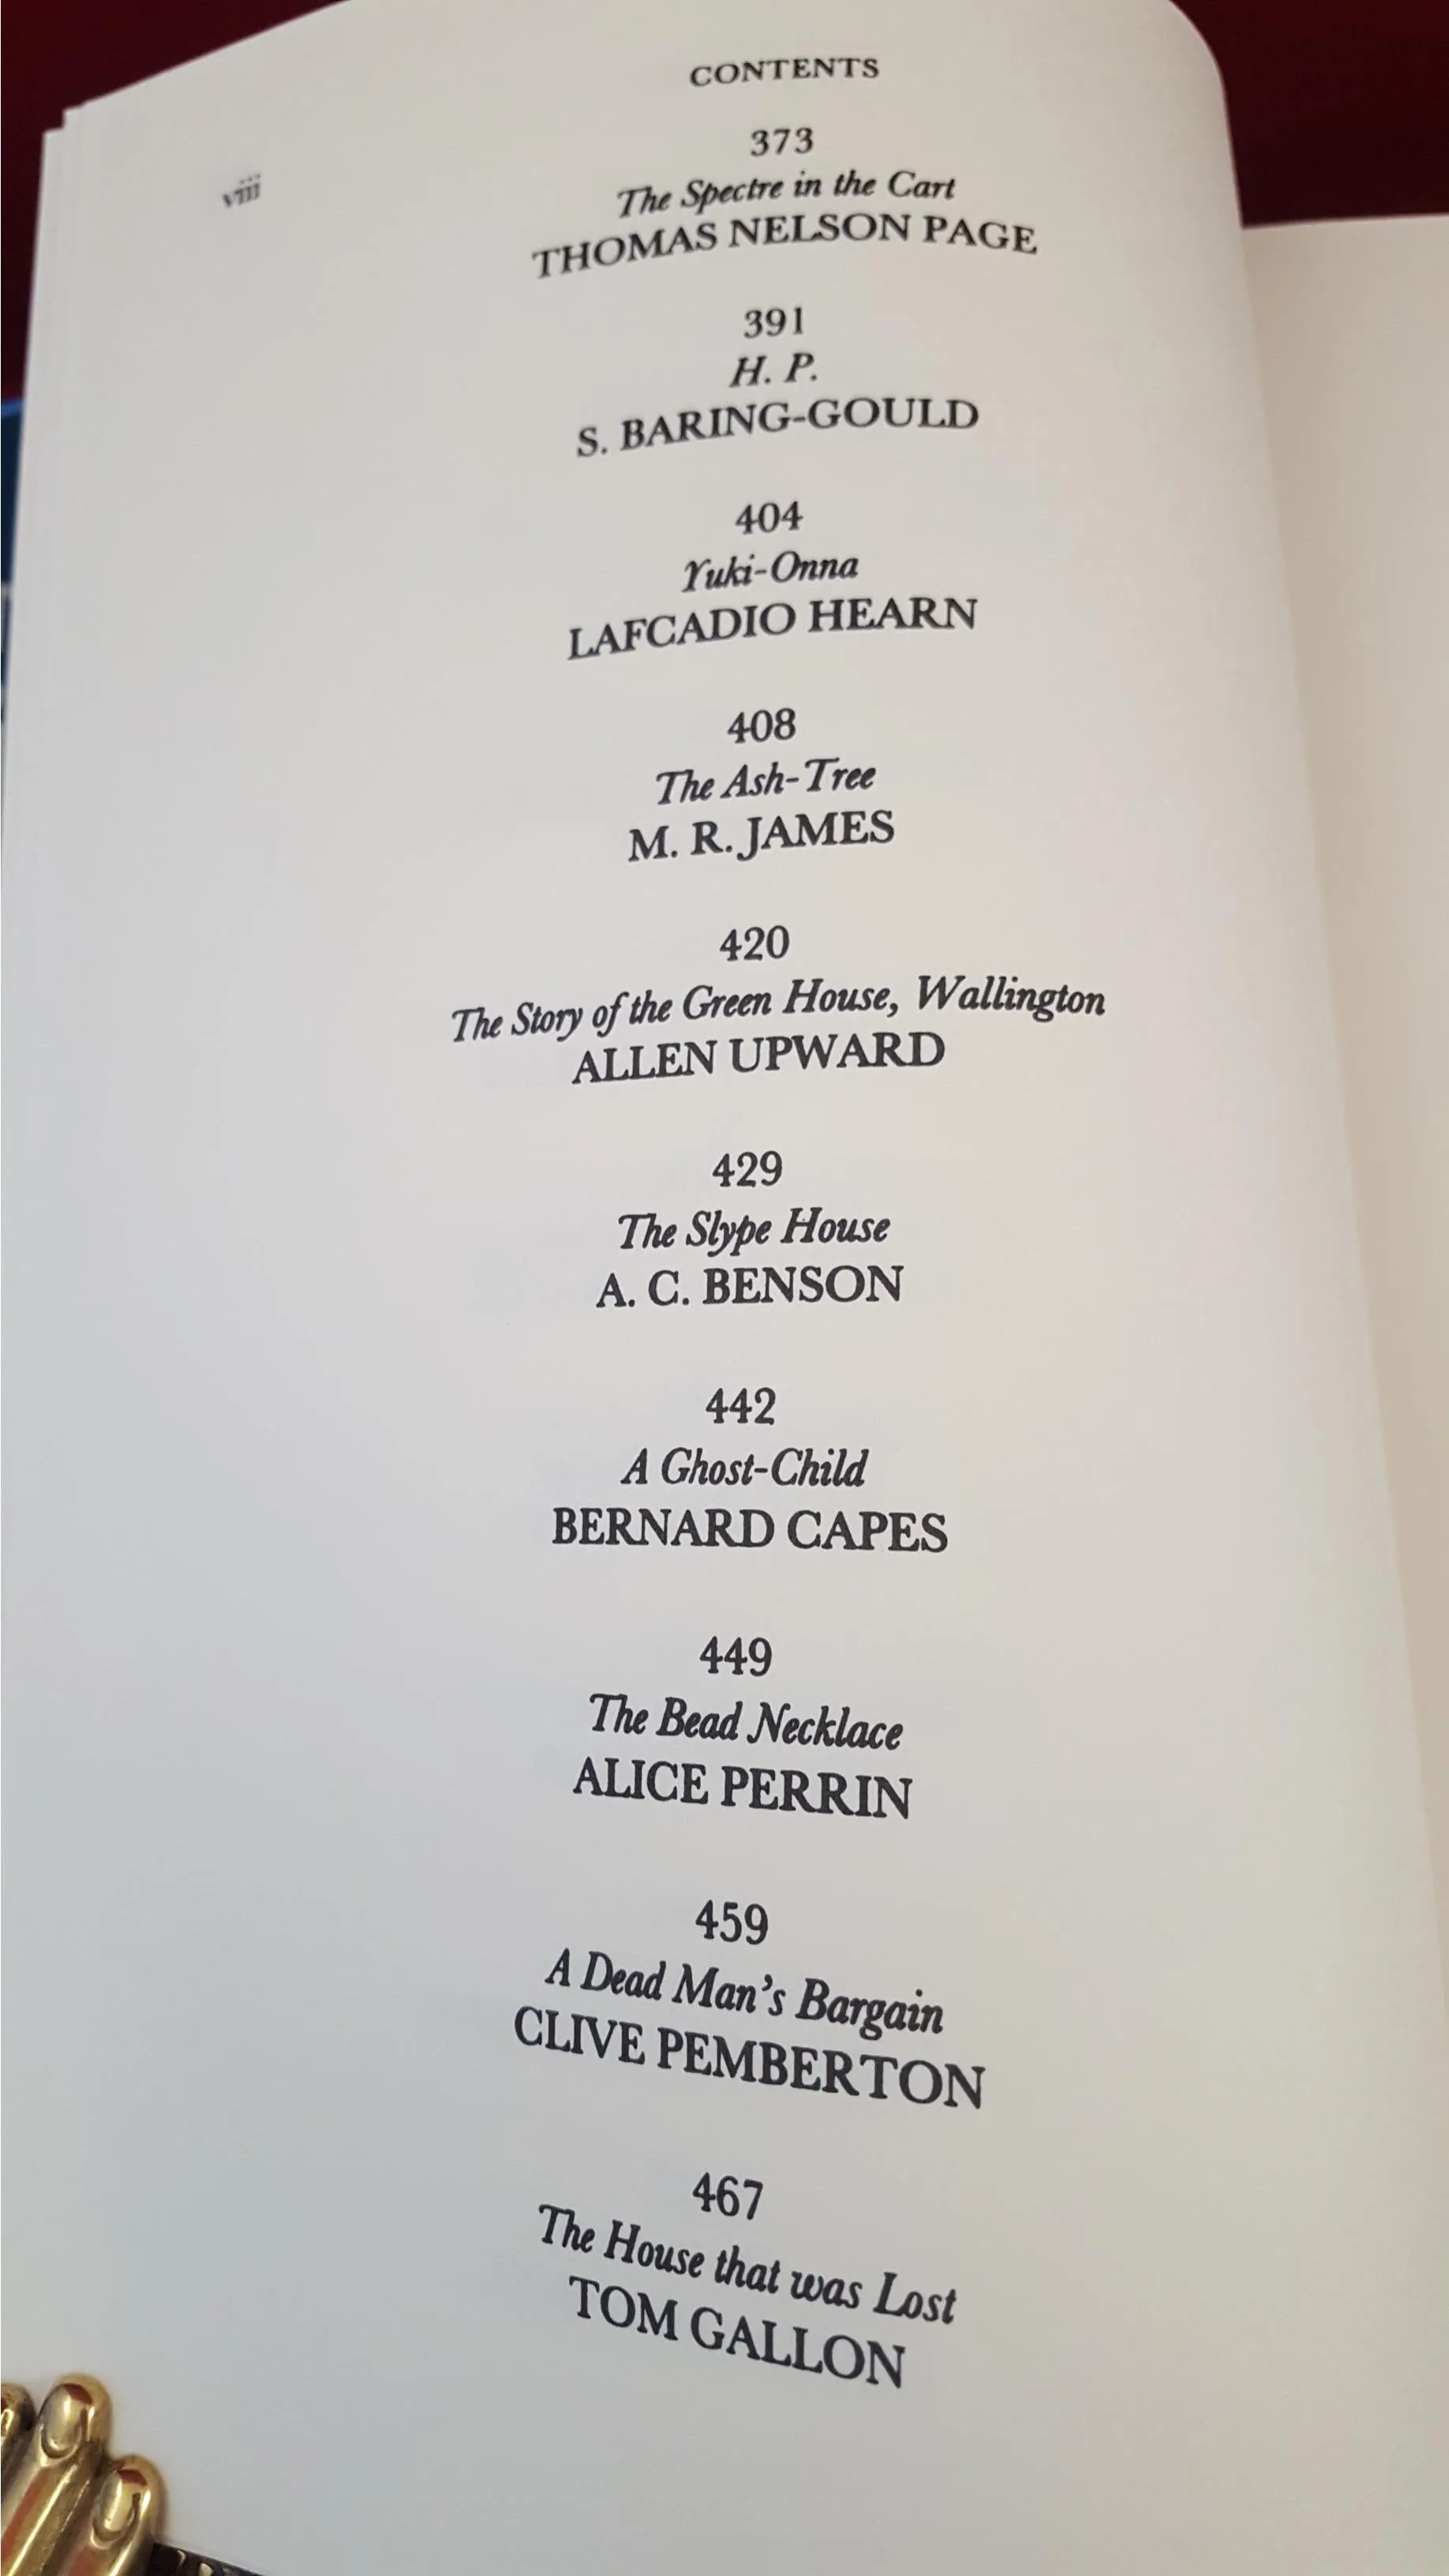 CONTENTS
viii
373
The Spectre in the Cart
THOMAS NELSON PAGE
391
H. P.
S. BARING-GOULD
404
Yuki-Onna
LAFCADIO HEARN
408
The Ash-Tree
M. R. JAMES
420
The Story of the Green House, Wallington
ALLEN UPWARD
429
The Slype House
A. C. BENSON
442
A Ghost-Child
BERNARD CAPES
449
The Bead Necklace
ALICE PERRIN
459
A Dead Man's Bargain
CLIVE PEMBERTON
467
The House that was Lost
TOM GALLON